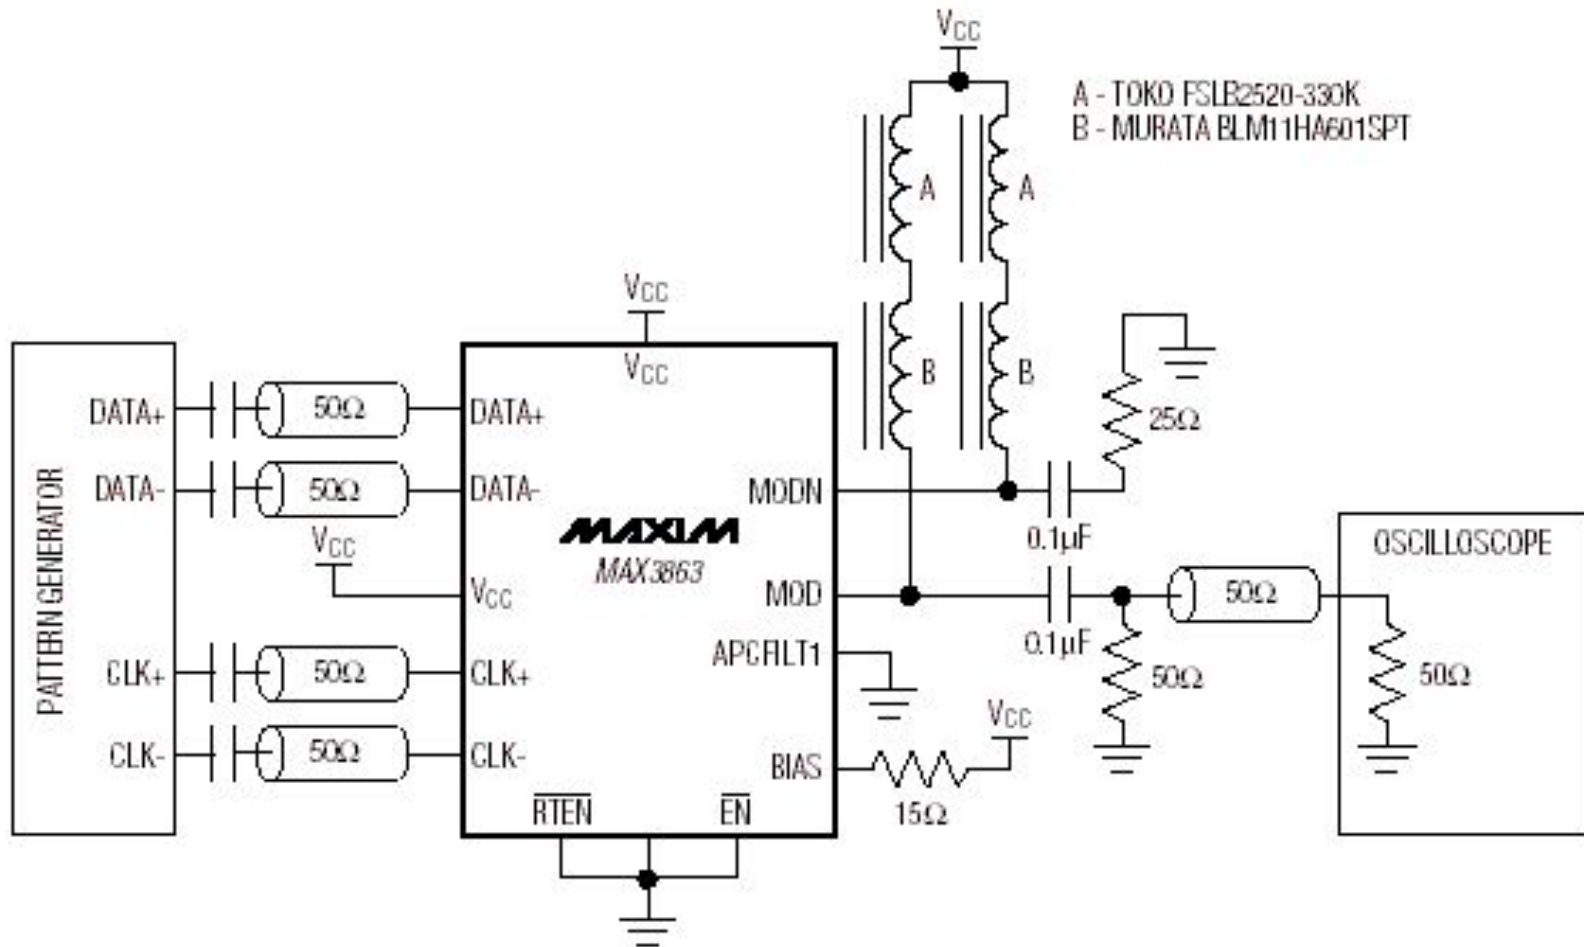 VCC
A - TOKO FSLB2520-330K
B - MURATA BLM11HA601SPT
A
A
B
B
VCC
VCC
PATTERN GENERATOR
DATA+
50Ω
DATA+
DATA-
50Ω
DATA-
VCC
VCC
CLK+
50Ω
CLK+
CLK-
50Ω
CLK-
MAXIM
MAX3863
RTEN
EN
MODN
MOD
APCFILT1
BIAS
25Ω
0.1µF
0.1µF
50Ω
50Ω
VCC
15Ω
OSCILLOSCOPE
50Ω